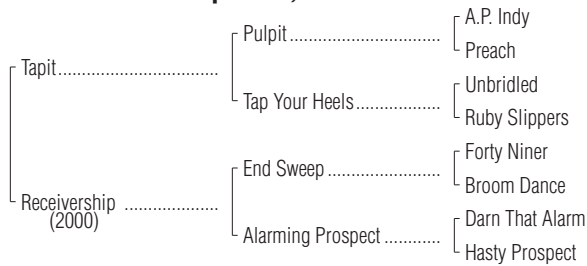 Pulpit
A.P. Indy
Preach
Tapit
Tap Your Heels
Unbridled
Ruby Slippers
End Sweep
Forty Niner
Broom Dance
Receivership
(2000)
Alarming Prospect
Darn That Alarm
Hasty Prospect